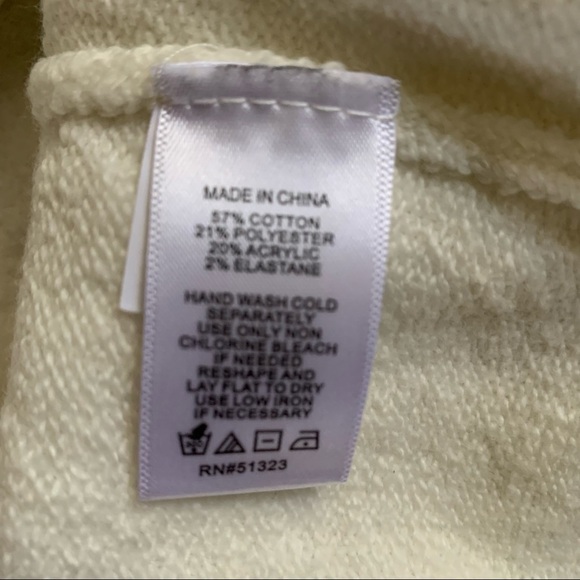 MADE IN CHINA
57% COTTON
21% POLYESTER
20% ACRYLIC
2% ELASTANE
HAND WASH COLD
SEPARATELY
USE ONLY NON
CHLORINE BLEACH
IF NEEDED
RESHAPE AND
LAY FLAT TO DRY
USE LOW IRON
IF NECESSARY
RN#51323